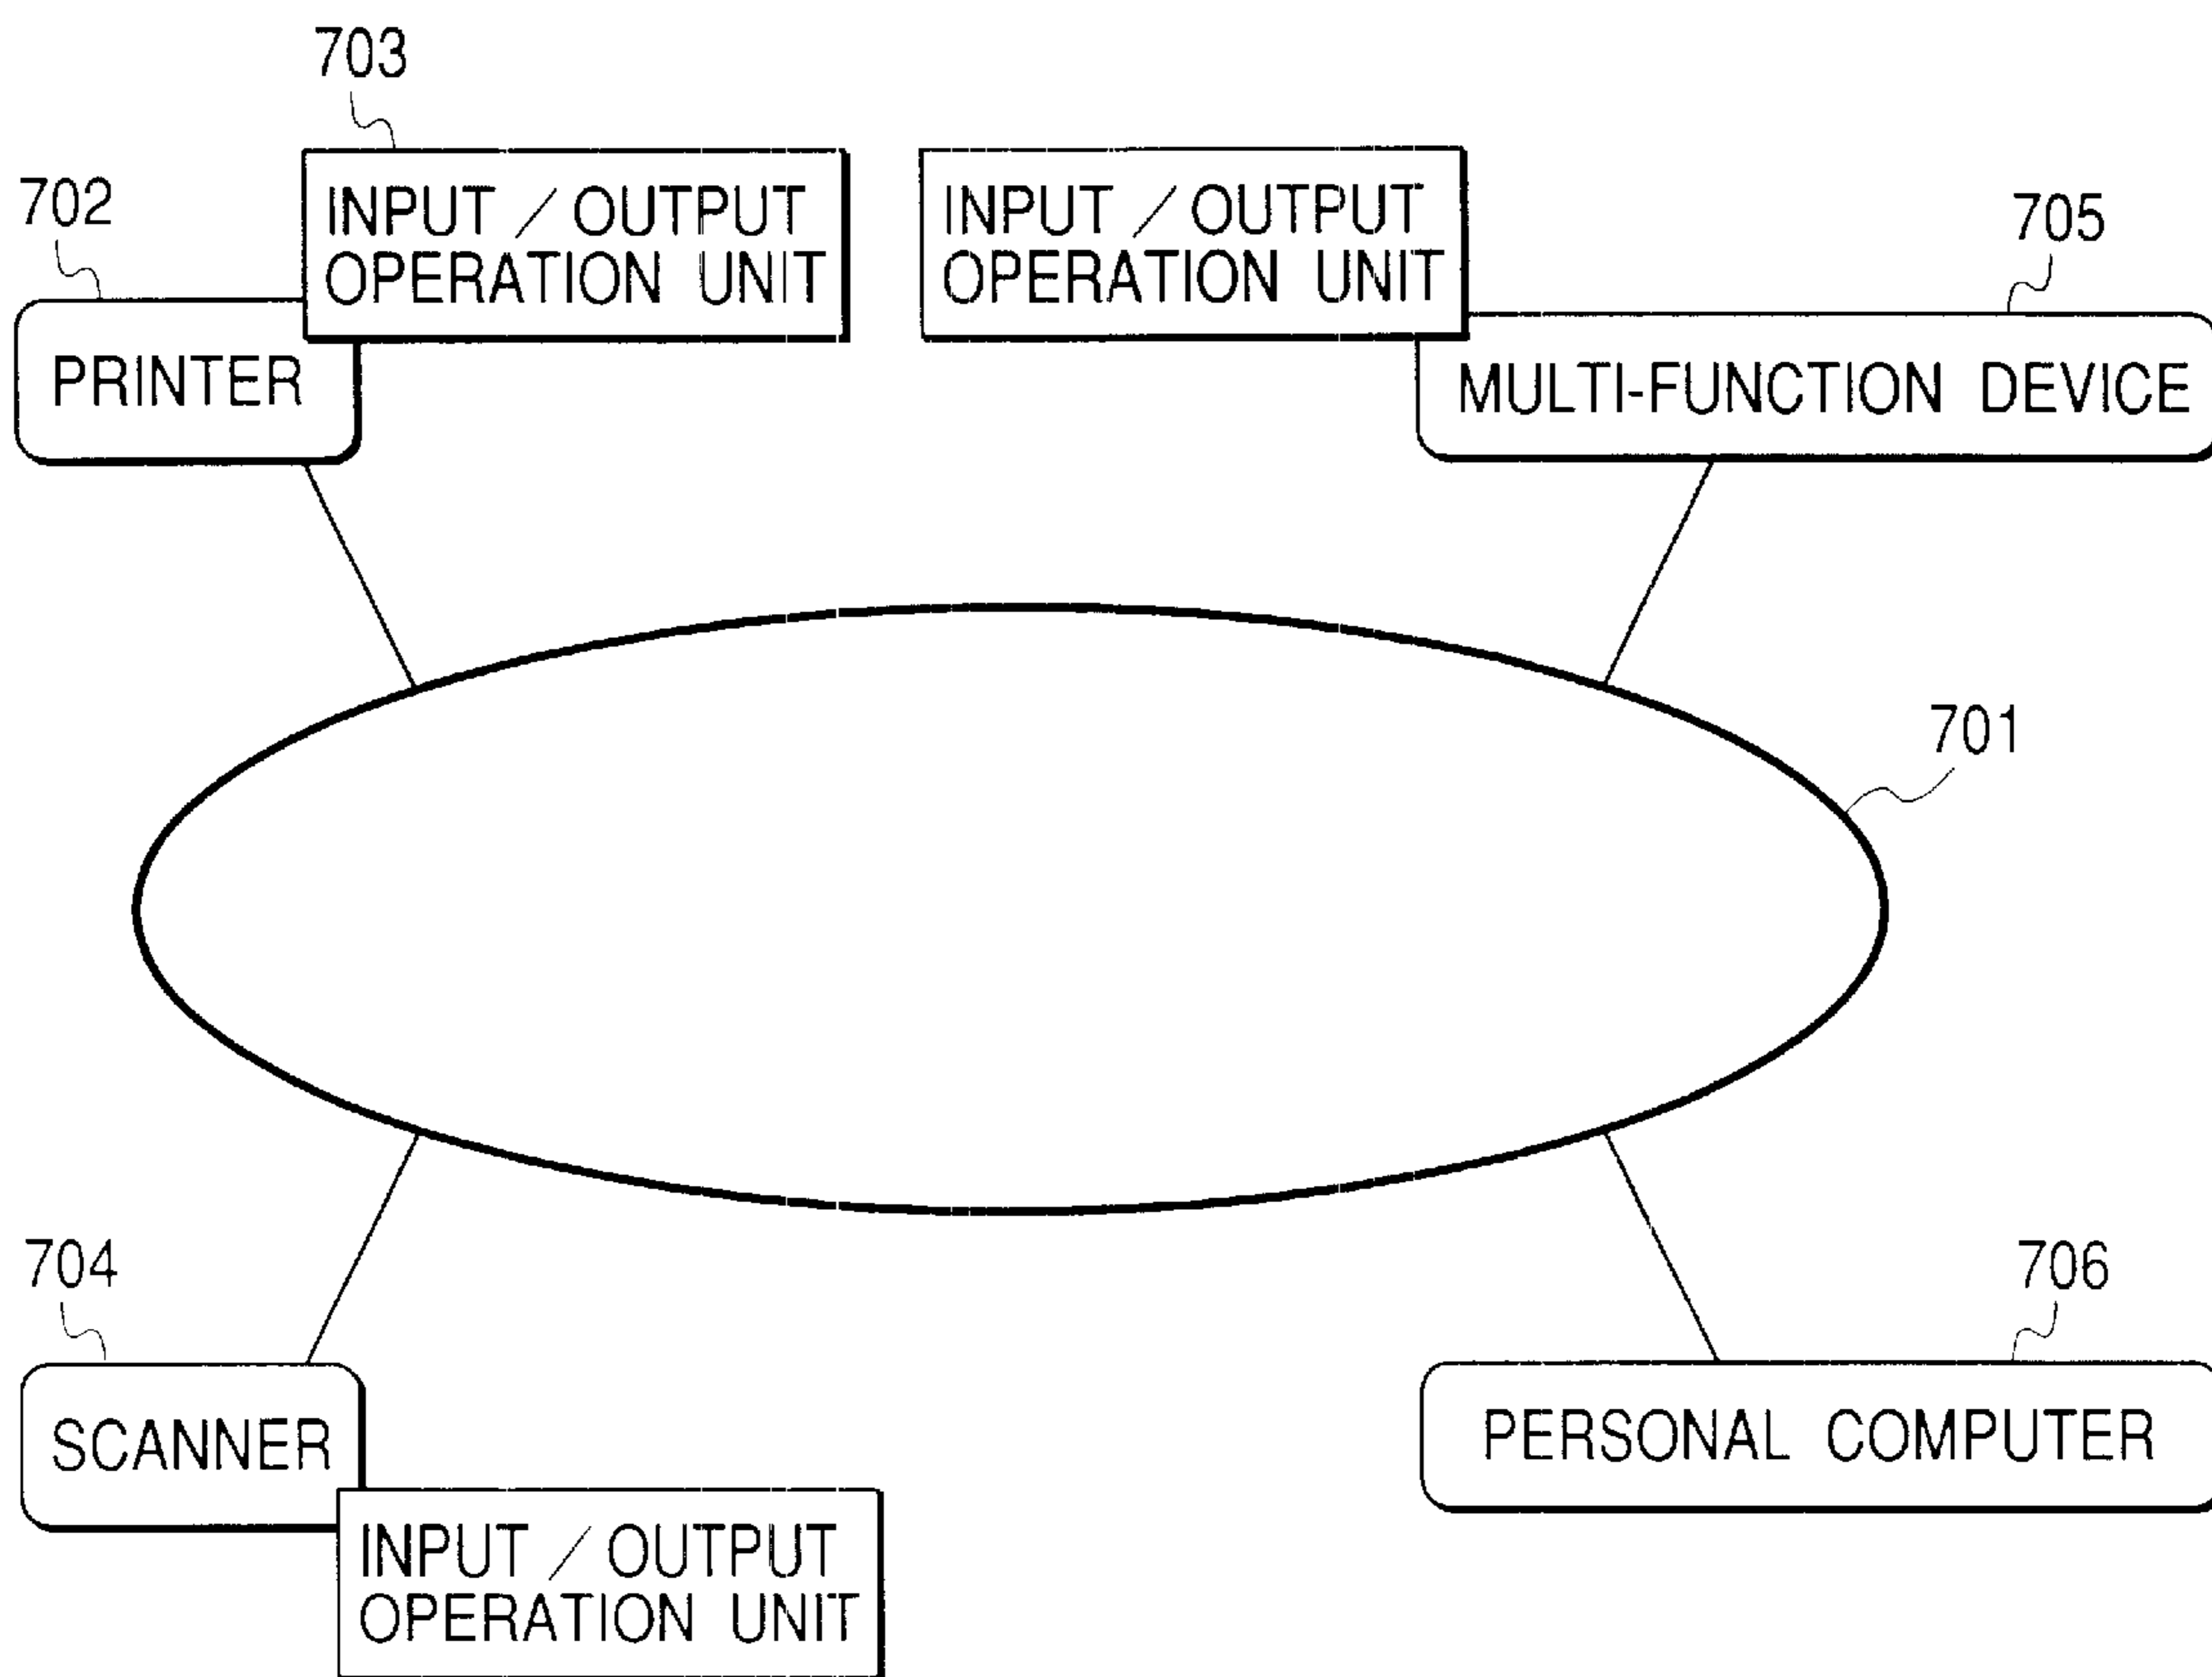 703
702
INPUT / OUTPUT
OPERATION UNIT
PRINTER
INPUT / OUTPUT
OPERATION UNIT
705
MULTI-FUNCTION DEVICE
701
704
SCANNER
INPUT / OUTPUT
OPERATION UNIT
706
PERSONAL COMPUTER